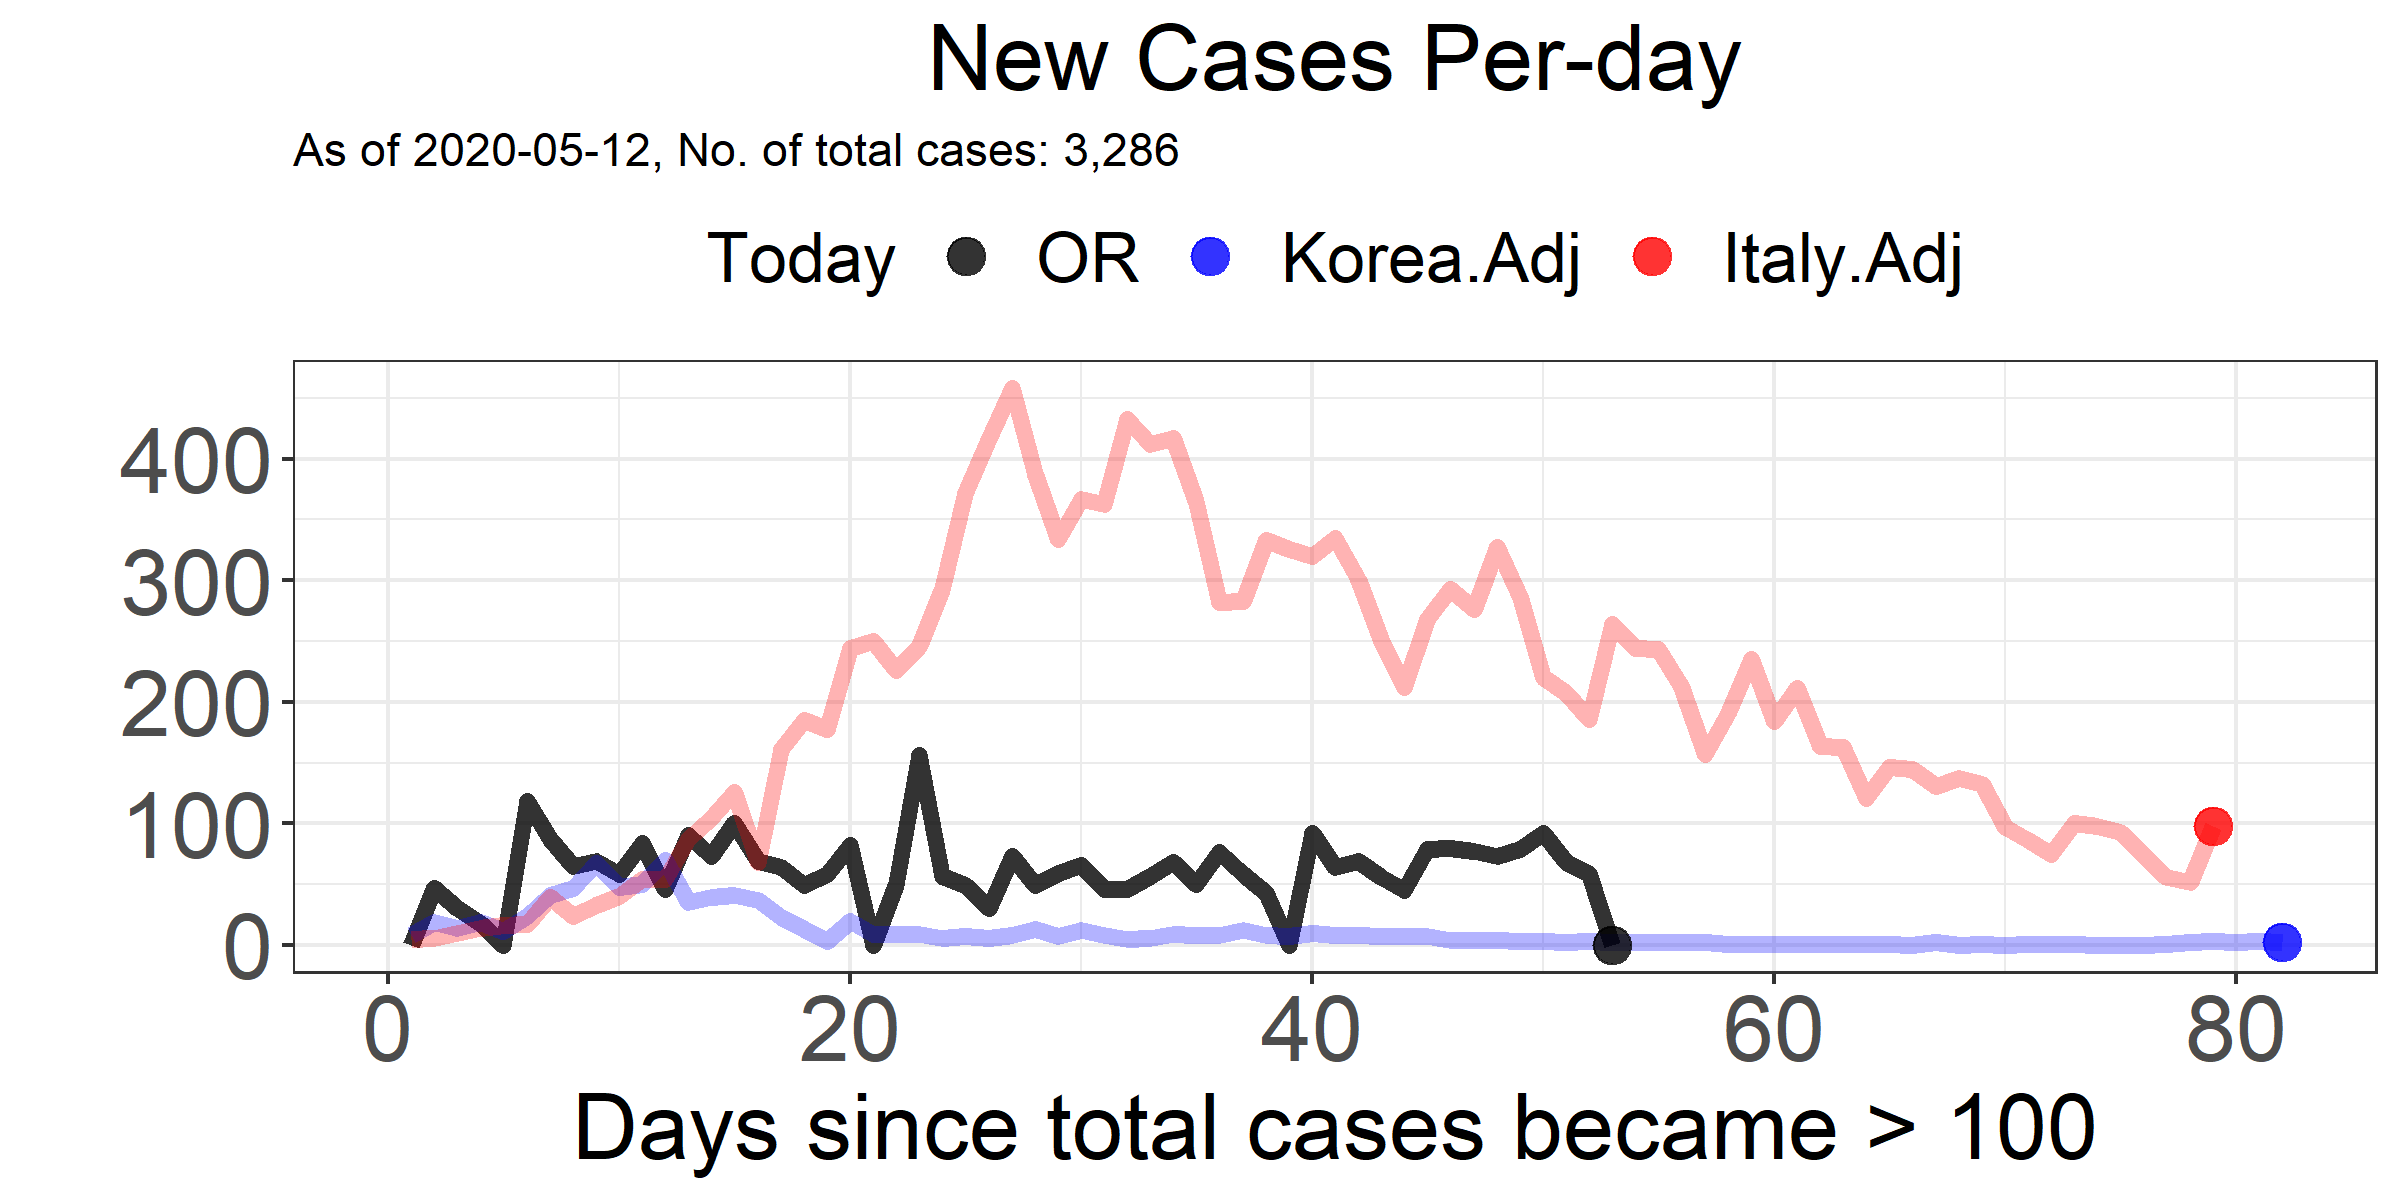 New Cases Per-day
As of 2020-05-12, No. of total cases: 3,286
Today OR Korea.Adj Italy.Adj
400
300
200
100
0
0 20 40 60 80
Days since total cases became > 100